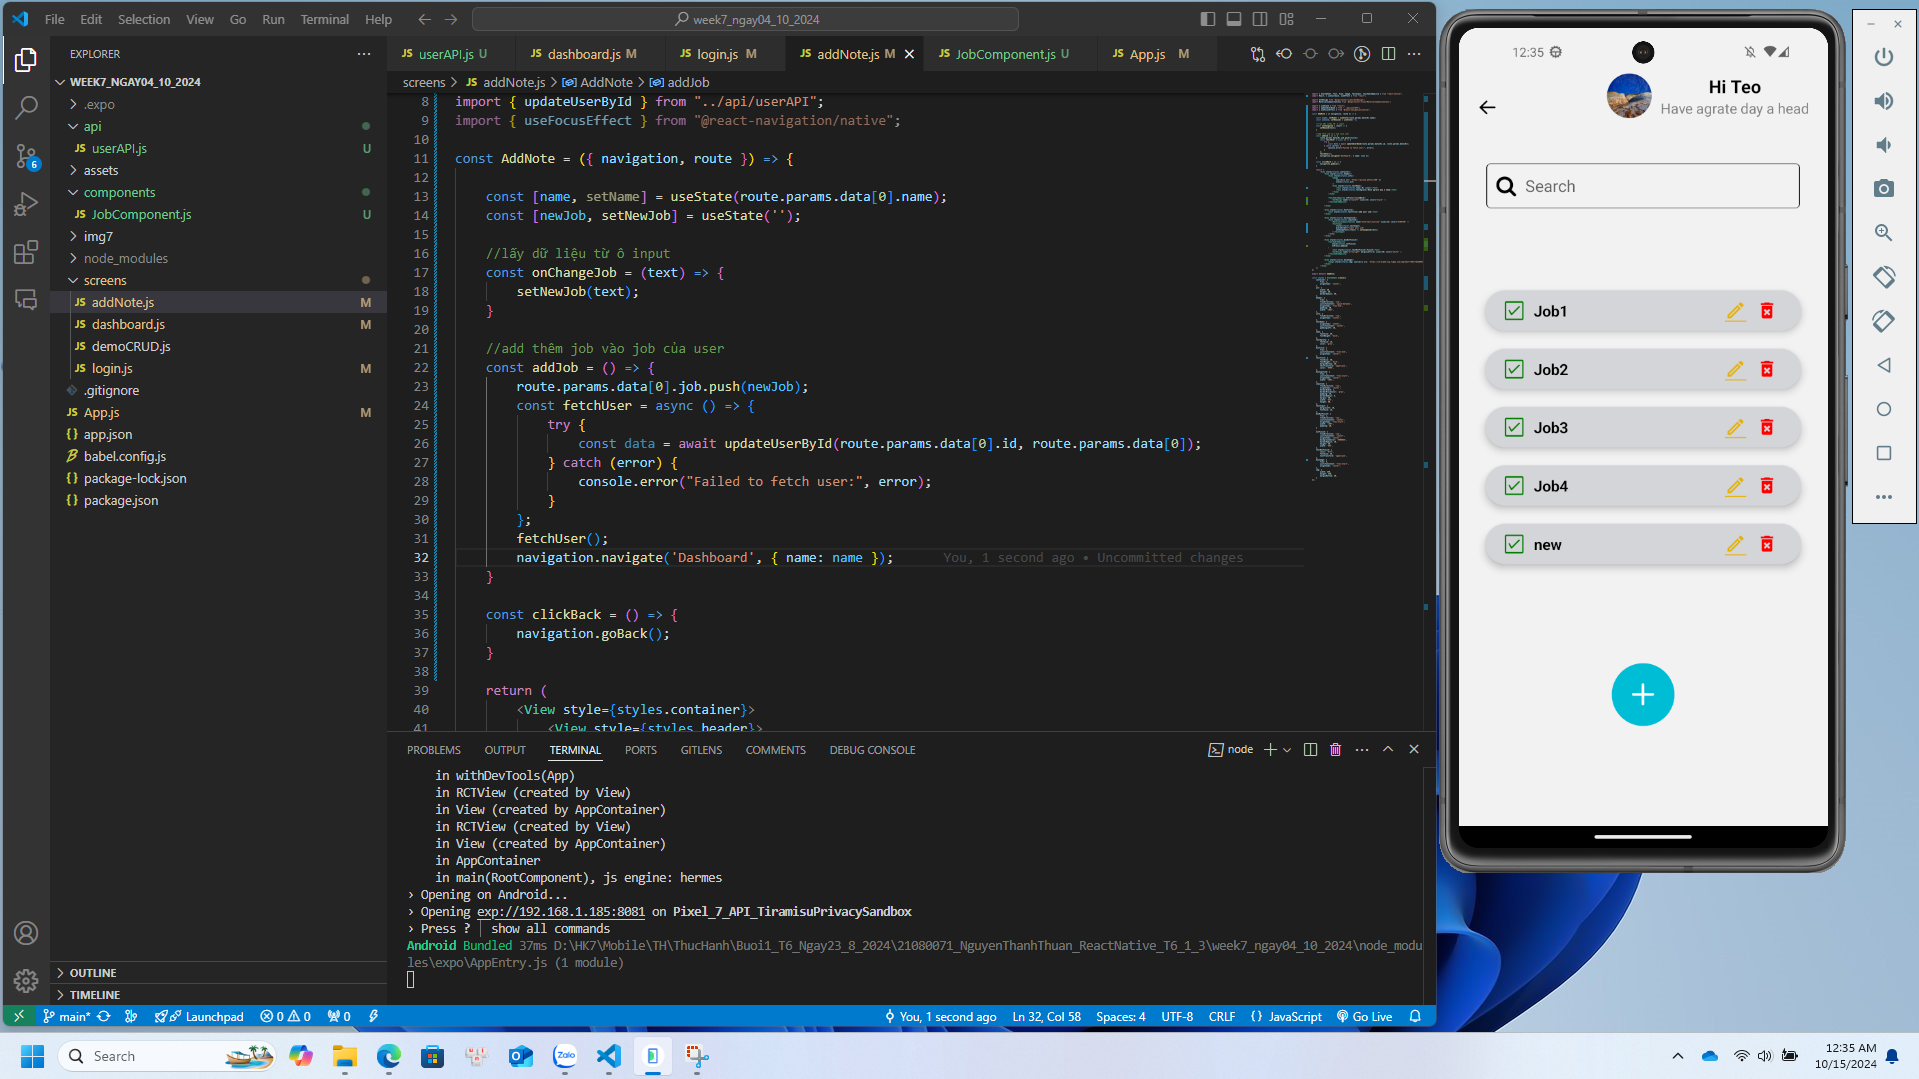 File Edit Selection View Go Run Terminal Help
week7_ngay04_10_2024
EXPLORER
WEEK7_NGAY04_10_2024
.expo
api
userAPI.js U
assets
components
JobComponent.js U
img7
node_modules
screens
addNote.js M
dashboard.js M
demoCRUD.js
login.js M
.gitignore
App.js M
app.json
babel.config.js
package-lock.json
package.json
OUTLINE
TIMELINE
6
JS userAPI.js U JS dashboard.js M JS login.js M JS addNote.js M JS JobComponent.js U JS App.js M
screens > JS addNote.js > AddNote > addJob
8 import { updateUserById } from "../api/userAPI";
9 import { useFocusEffect } from "@react-navigation/native";
10
11 const AddNote = ({ navigation, route }) => {
12
13 const [name, setName] = useState(route.params.data[0].name);
14 const [newJob, setNewJob] = useState('');
15
16 //lấy dữ liệu từ ô input
17 const onChangeJob = (text) => {
18 setNewJob(text);
19 }
20
21 //add thêm job vào job của user
22 const addJob = () => {
23 route.params.data[0].job.push(newJob);
24 const fetchUser = async () => {
25 try {
26 const data = await updateUserById(route.params.data[0].id, route.params.data[0]);
27 } catch (error) {
28 console.error("Failed to fetch user:", error);
29 }
30 };
31 fetchUser();
32 navigation.navigate('Dashboard', { name: name }); You, 1 second ago • Uncommitted changes
33 }
34
35 const clickBack = () => {
36 navigation.goBack();
37 }
38
39 return (
40 <View style={styles.container}>
41 <View style={styles.header}>
PROBLEMS OUTPUT TERMINAL PORTS GITLENS COMMENTS DEBUG CONSOLE
node
in withDevTools(App)
in RCTView (created by View)
in View (created by AppContainer)
in RCTView (created by View)
in View (created by AppContainer)
in AppContainer
in main(RootComponent), js engine: hermes
› Opening on Android...
› Opening exp://192.168.1.185:8081 on Pixel_7_API_TiramisuPrivacySandbox
› Press ? │ show all commands
Android Bundled 37ms D:\HK7\Mobile\TH\ThucHanh\Buoi1_T6_Ngay23_8_2024\21080071_NguyenThanhThuan_ReactNative_T6_1_3\week7_ngay04_10_2024\node_modu
les\expo\AppEntry.js (1 module)
main* Launchpad 0 0 0 You, 1 second ago Ln 32, Col 58 Spaces: 4 UTF-8 CRLF {} JavaScript Go Live
12:35
Hi Teo
Have agrate day a head
Search
Job1
Job2
Job3
Job4
new
Search
Zalo
12:35 AM
10/15/2024